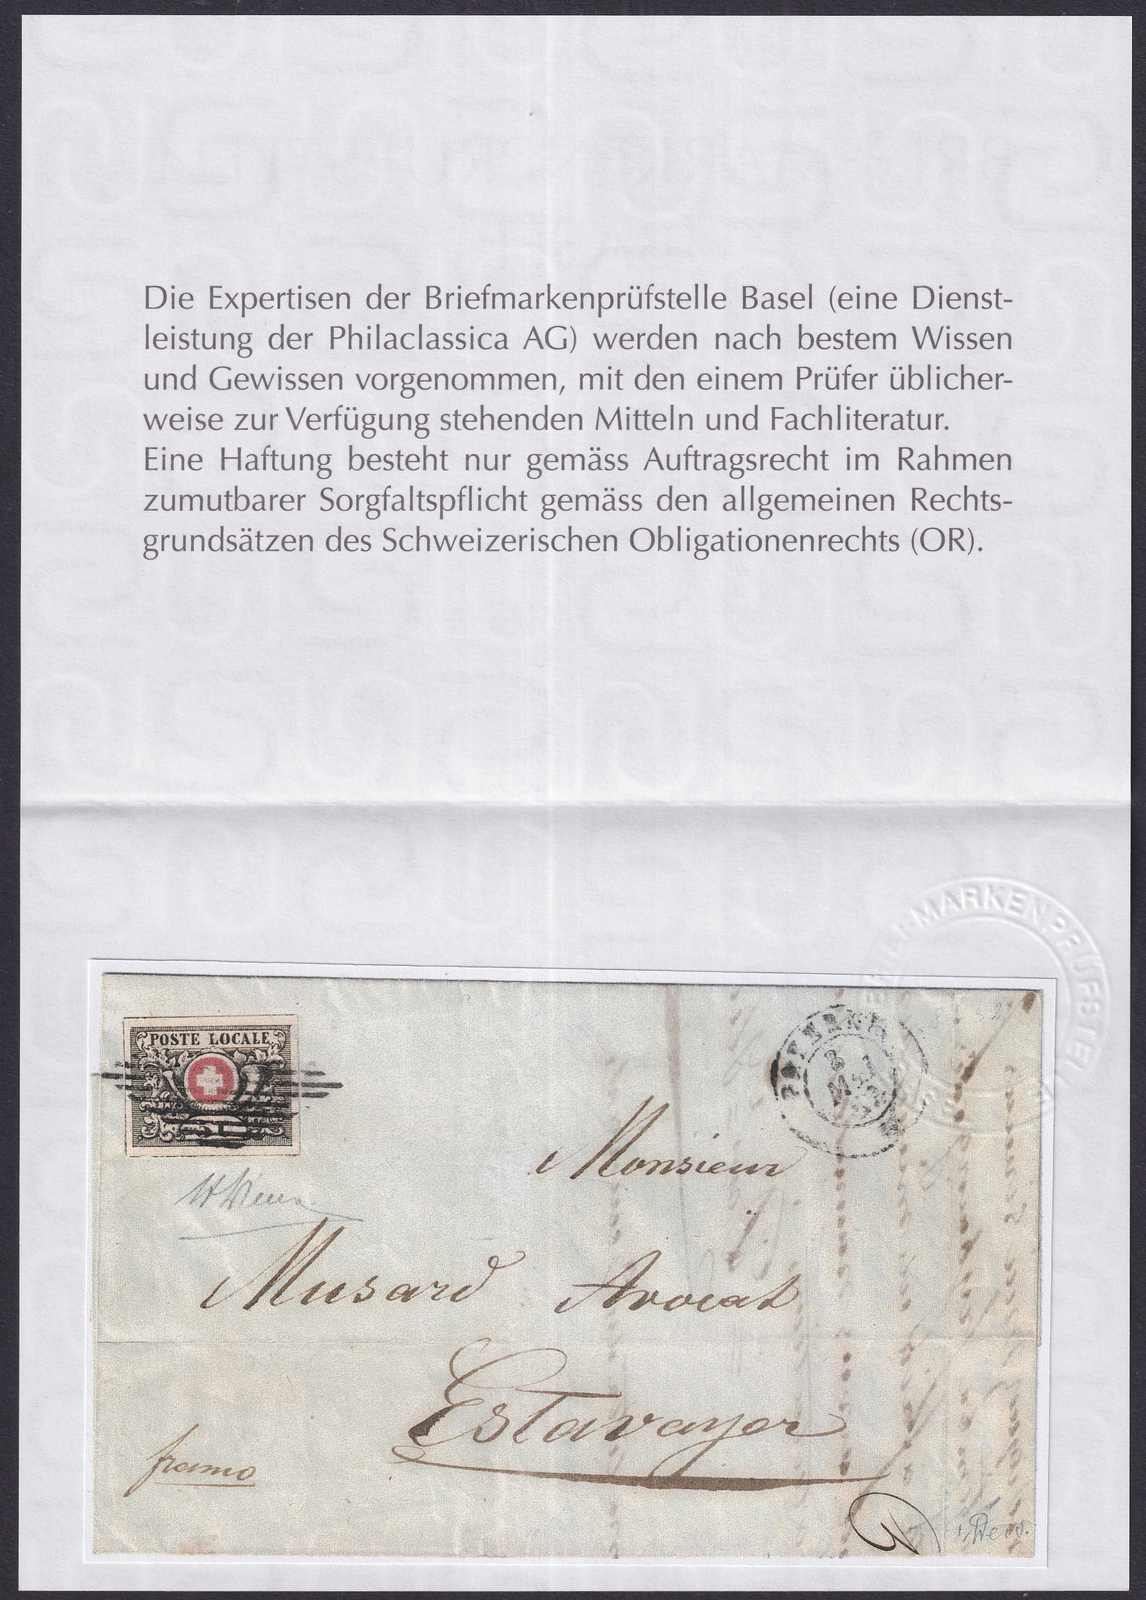 Die Expertisen der Briefmarkenprüfstelle Basel (eine Dienst-
leistung der Philaclassica AG) werden nach bestem Wissen
und Gewissen vorgenommen, mit den einem Prüfer üblicher-
weise zur Verfügung stehenden Mitteln und Fachliteratur.
Eine Haftung besteht nur gemäss Auftragsrecht im Rahmen
zumutbarer Sorgfaltspflicht gemäss den allgemeinen Rechts-
grundsätzen des Schweizerischen Obligationenrechts (OR).
POSTE LOCALE
Monsieur
Musard Avocat
Estavayer
franco